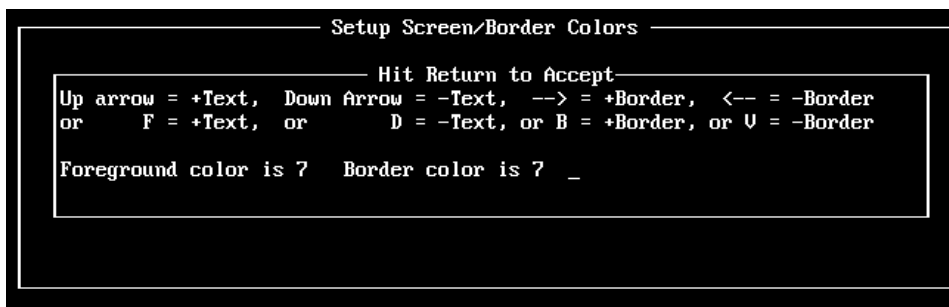 Setup Screen/Border Colors
Hit Return to Accept
Up arrow = +Text, Down Arrow = -Text, --> = +Border, <-- = -Border
or F = +Text, or D = -Text, or B = +Border, or V = -Border
Foreground color is 7 Border color is 7 _